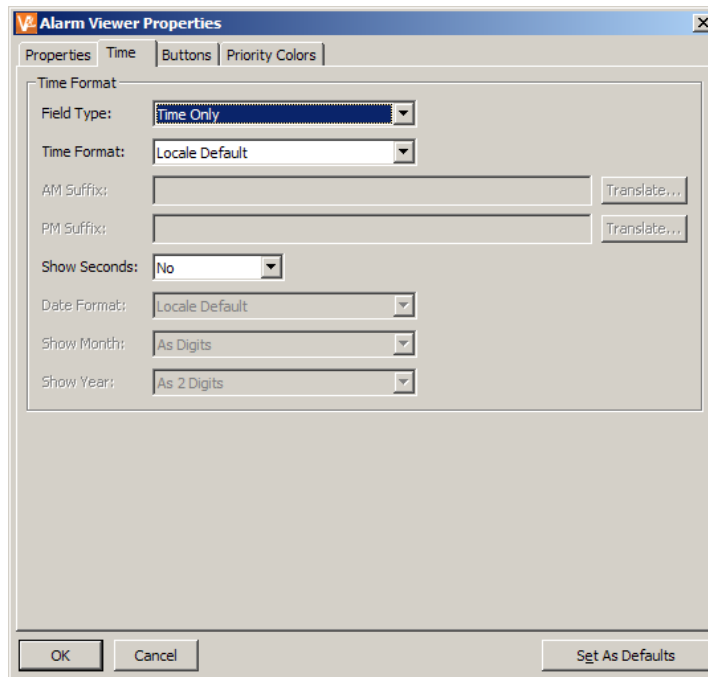 Alarm Viewer Properties
Properties Time Buttons Priority Colors
Time Format
Field Type: Time Only
Time Format: Locale Default
AM Suffix: Translate...
PM Suffix: Translate...
Show Seconds: No
Date Format: Locale Default
Show Month: As Digits
Show Year: As 2 Digits
OK Cancel Set As Defaults